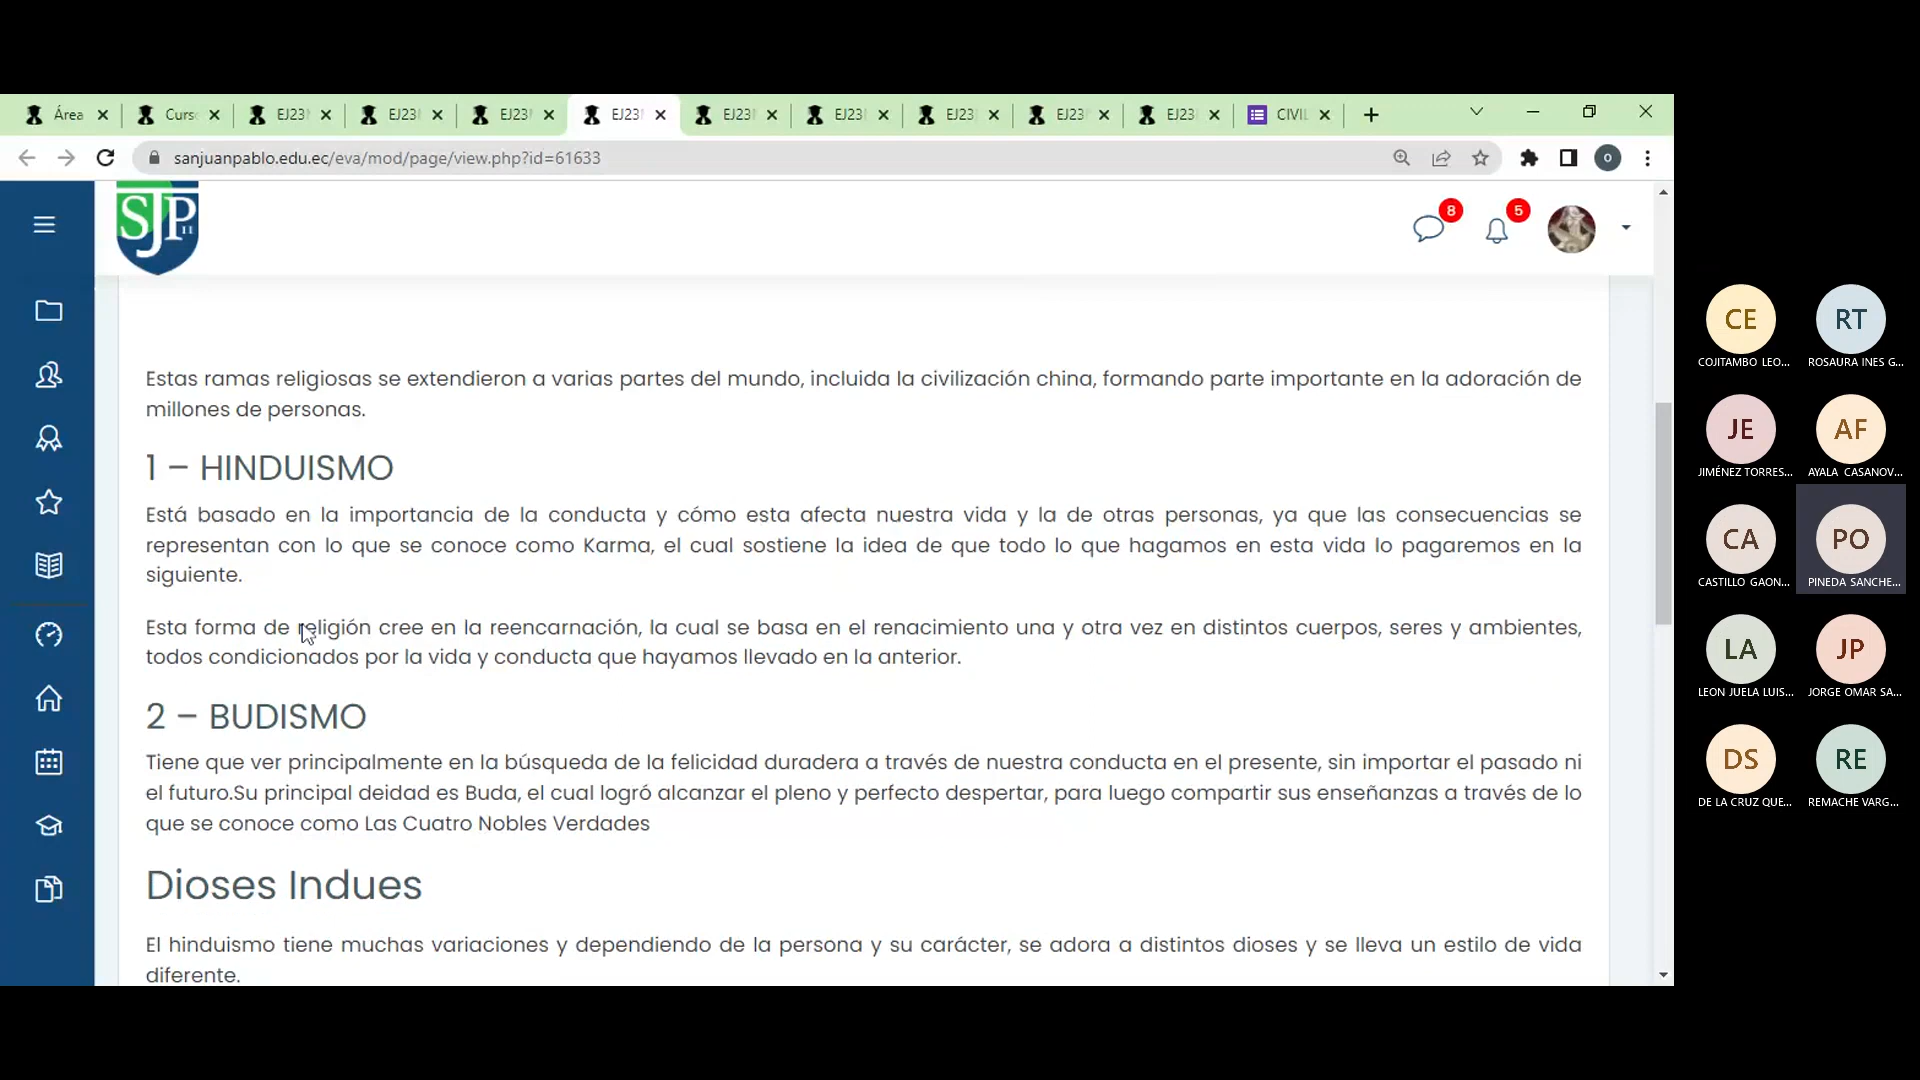 Área
Curs
EJ23
EJ23
EJ23
EJ23
EJ23
EJ23
EJ23
EJ23
EJ23
CIVIL
sanjuanpablo.edu.ec/eva/mod/page/view.php?id=61633
O
SJP II
8
5
Estas ramas religiosas se extendieron a varias partes del mundo, incluida la civilización china, formando parte importante en la adoración de
millones de personas.
1 – HINDUISMO
Está basado en la importancia de la conducta y cómo esta afecta nuestra vida y la de otras personas, ya que las consecuencias se
representan con lo que se conoce como Karma, el cual sostiene la idea de que todo lo que hagamos en esta vida lo pagaremos en la
siguiente.
Esta forma de religión cree en la reencarnación, la cual se basa en el renacimiento una y otra vez en distintos cuerpos, seres y ambientes,
todos condicionados por la vida y conducta que hayamos llevado en la anterior.
2 – BUDISMO
Tiene que ver principalmente en la búsqueda de la felicidad duradera a través de nuestra conducta en el presente, sin importar el pasado ni
el futuro.Su principal deidad es Buda, el cual logró alcanzar el pleno y perfecto despertar, para luego compartir sus enseñanzas a través de lo
que se conoce como Las Cuatro Nobles Verdades
Dioses Indues
El hinduismo tiene muchas variaciones y dependiendo de la persona y su carácter, se adora a distintos dioses y se lleva un estilo de vida
diferente.
CE
COJITAMBO LEO...
RT
ROSAURA INES G...
JE
JIMÉNEZ TORRES...
AF
AYALA CASANOV...
CA
CASTILLO GAON...
PO
PINEDA SANCHE...
LA
LEON JUELA LUIS...
JP
JORGE OMAR SA...
DS
DE LA CRUZ QUE...
RE
REMACHE VARG...